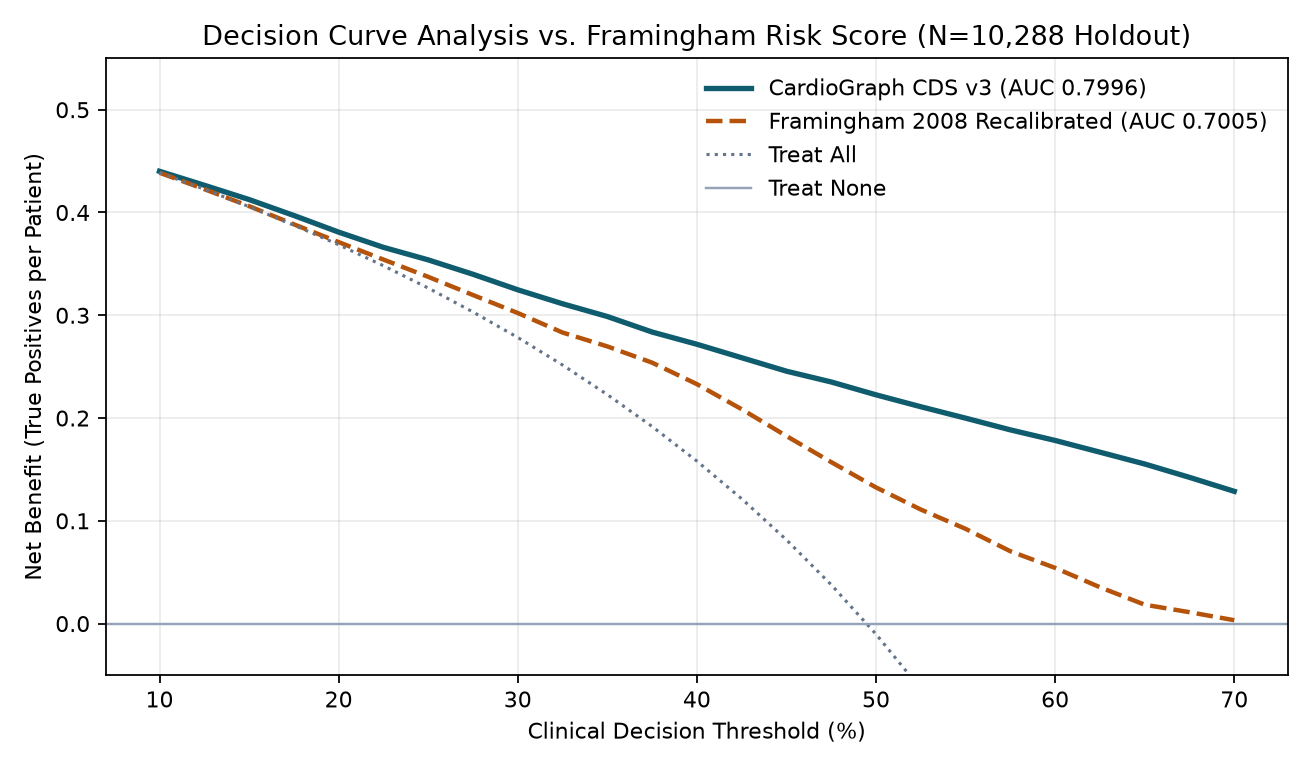 Decision Curve Analysis vs. Framingham Risk Score (N=10,288 Holdout)
CardioGraph CDS v3 (AUC 0.7996)
Framingham 2008 Recalibrated (AUC 0.7005)
Treat All
Treat None
Net Benefit (True Positives per Patient)
0.5
0.4
0.3
0.2
0.1
0.0
10 20 30 40 50 60 70
Clinical Decision Threshold (%)